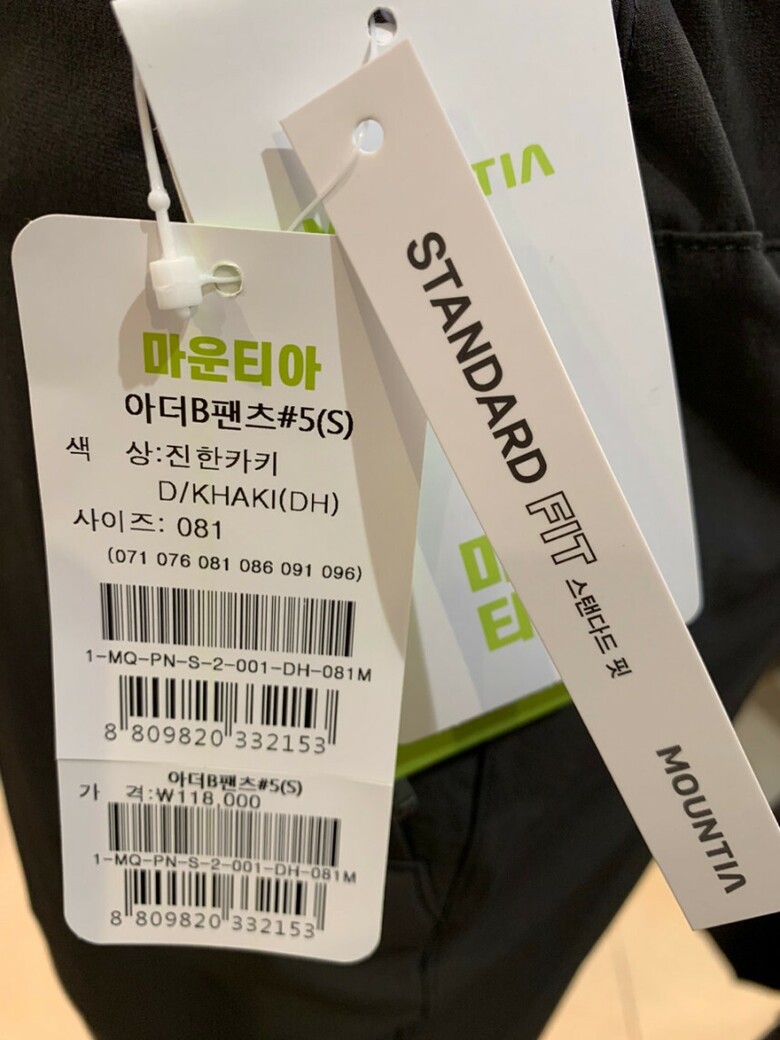 마운티아
아더B팬츠#5(S)
색 상:진한카키
D/KHAKI(DH)
사이즈: 081
(071 076 081 086 091 096)
1-MQ-PN-S-2-001-DH-081M
8 809820 332153
아더B팬츠#5(S)
가 격:₩118,000
1-MQ-PN-S-2-001-DH-081M
8 809820 332153
STANDARD FIT 스탠다드 핏
MOUNTIA
TIA